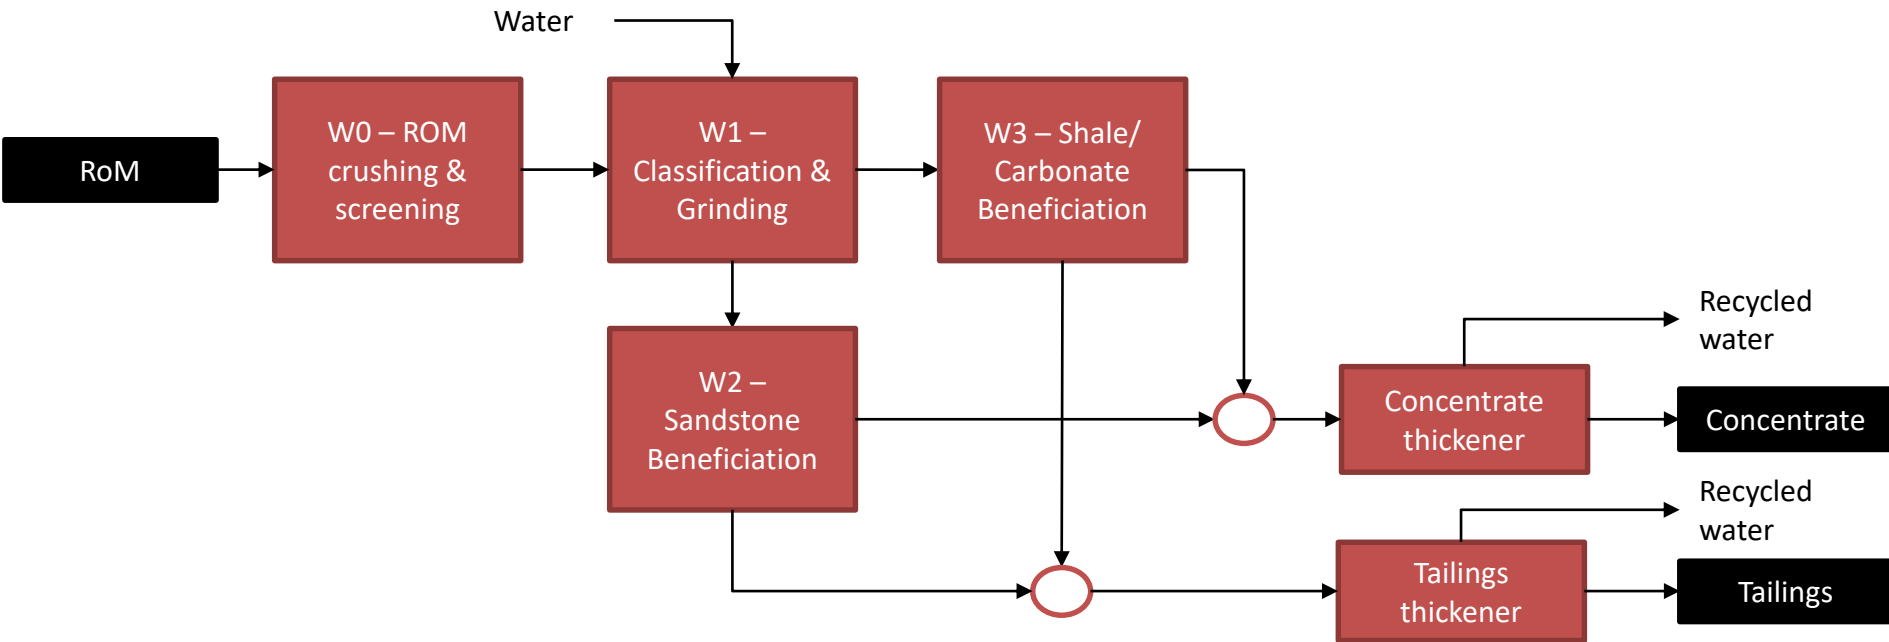 Water
RoM
W0 – ROM
crushing &
screening
W1 –
Classification &
Grinding
W3 – Shale/
Carbonate
Beneficiation
W2 –
Sandstone
Beneficiation
Recycled
water
Concentrate
thickener
Concentrate
Recycled
water
Tailings
thickener
Tailings